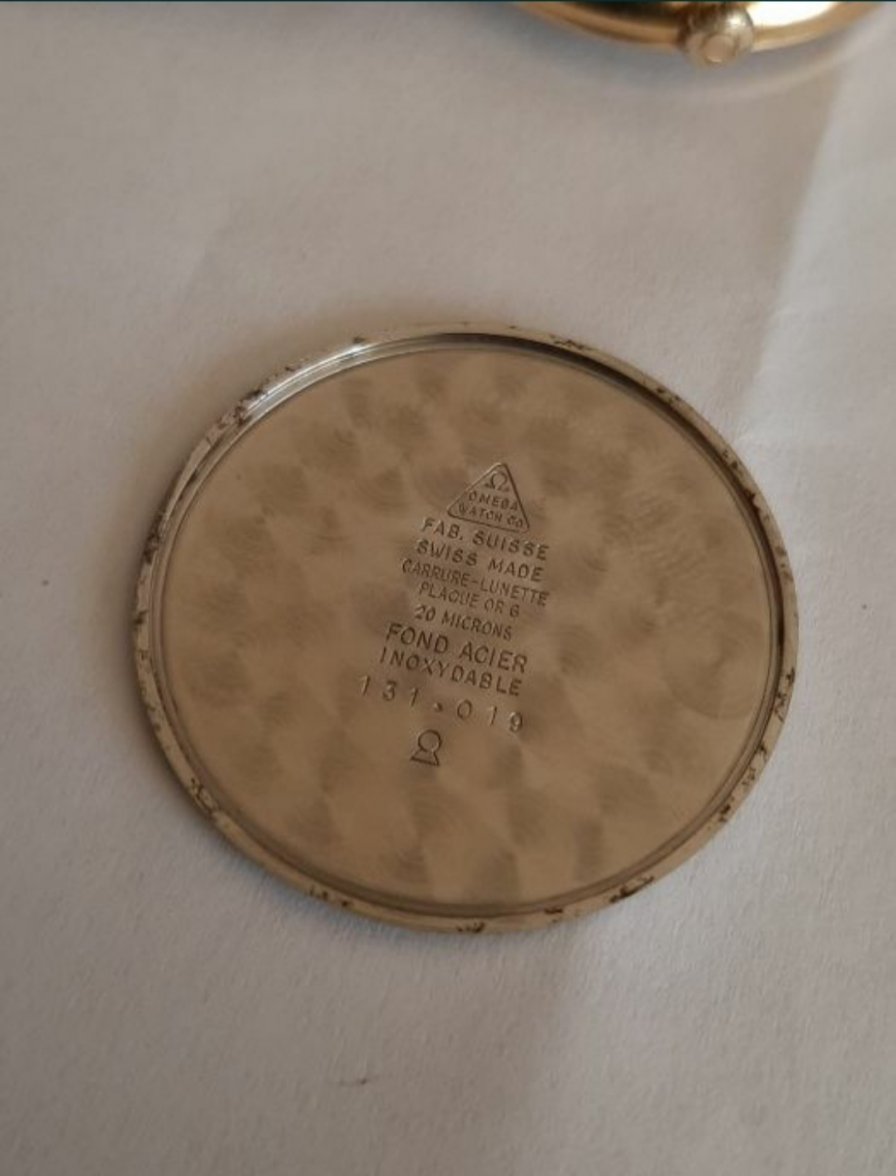 Ω
OMEGA
WATCH CO
FAB. SUISSE
SWISS MADE
CARRURE-LUNETTE
PLAQUE OR G
20 MICRONS
FOND ACIER
INOXYDABLE
131.019